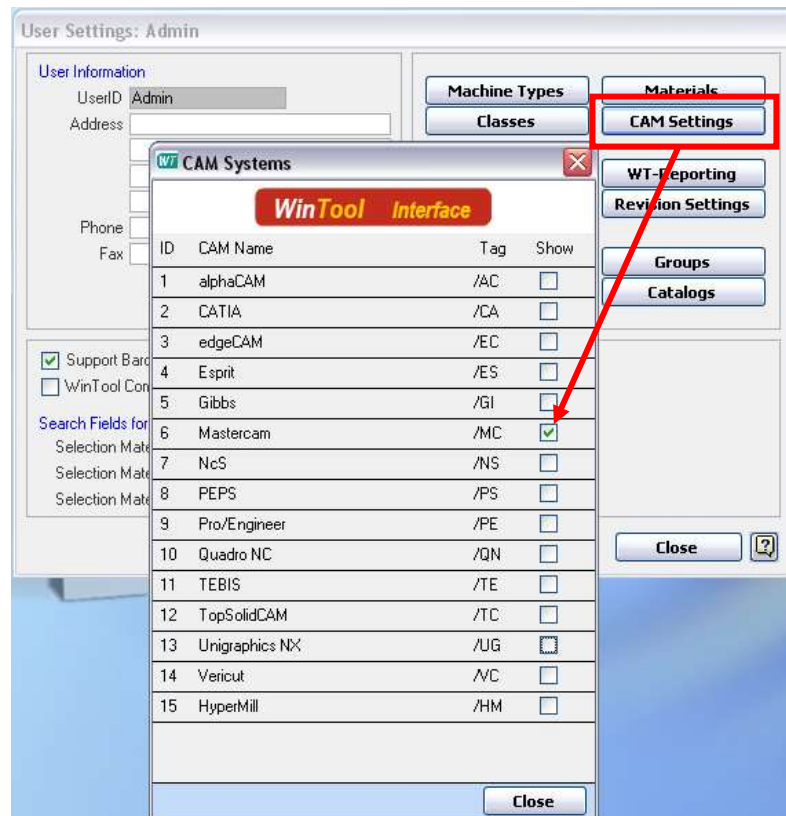 User Settings: Admin
User Information
UserID Admin
Address
Phone
Fax
Machine Types
Materials
Classes
CAM Settings
WT-Reporting
Revision Settings
Groups
Catalogs
Support Barc
WinTool Con
Search Fields for
Selection Mate
Selection Mate
Selection Mate
Close
WT CAM Systems
WinTool Interface
ID CAM Name Tag Show
1 alphaCAM /AC
2 CATIA /CA
3 edgeCAM /EC
4 Esprit /ES
5 Gibbs /GI
6 Mastercam /MC
7 NcS /NS
8 PEPS /PS
9 Pro/Engineer /PE
10 Quadro NC /QN
11 TEBIS /TE
12 TopSolidCAM /TC
13 Unigraphics NX /UG
14 Vericut /VC
15 HyperMill /HM
Close